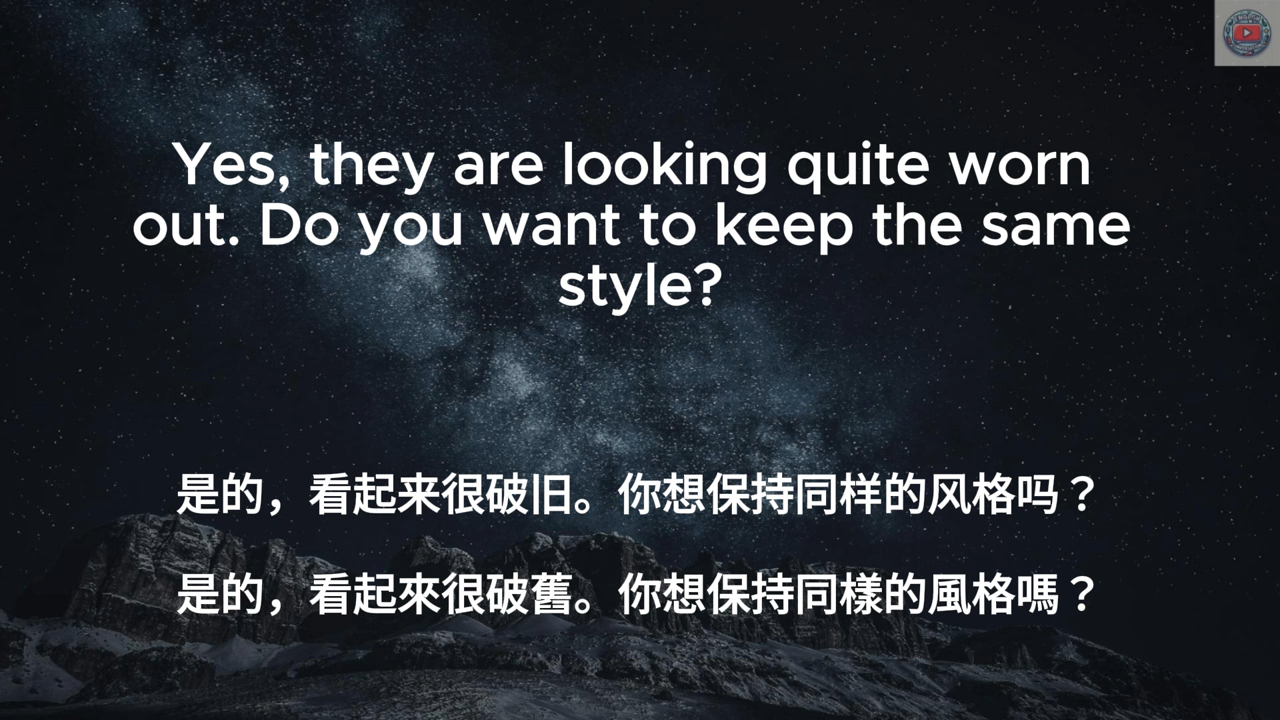 Yes, they are looking quite worn
out. Do you want to keep the same
style?
是的，看起来很破旧。你想保持同样的风格吗？
是的，看起來很破舊。你想保持同樣的風格嗎？